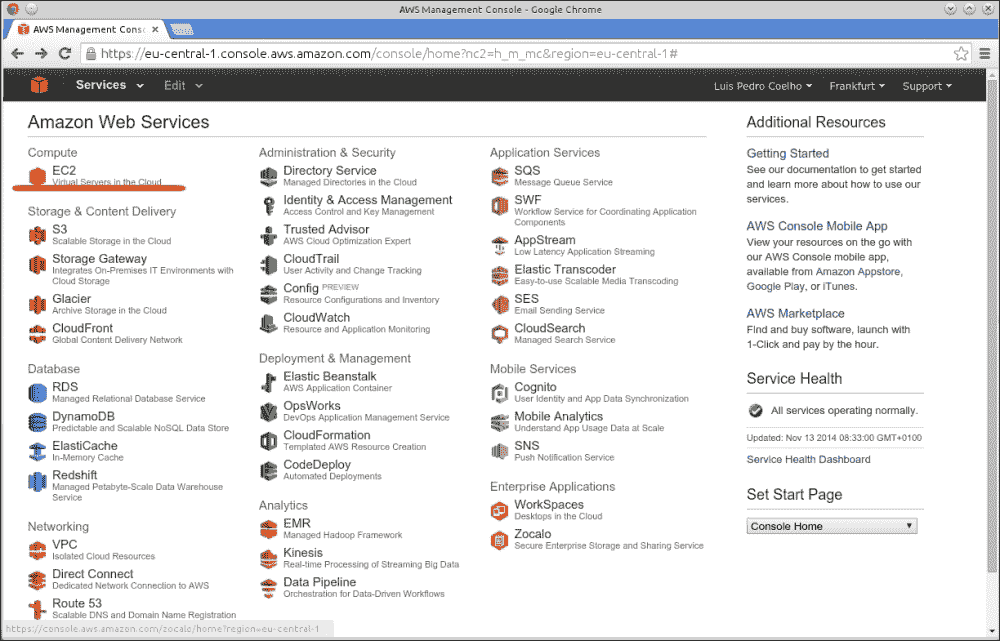 AWS Management Console - Google Chrome
AWS Management Conso
https://eu-central-1.console.aws.amazon.com/console/home?nc2=h_m_mc&region=eu-central-1#
Services Edit Luis Pedro Coelho Frankfurt Support
Amazon Web Services
Compute
EC2
Virtual Servers in the Cloud
Storage & Content Delivery
S3
Scalable Storage in the Cloud
Storage Gateway
Integrates On-Premises IT Environments with
Cloud Storage
Glacier
Archive Storage in the Cloud
CloudFront
Global Content Delivery Network
Database
RDS
Managed Relational Database Service
DynamoDB
Predictable and Scalable NoSQL Data Store
ElastiCache
In-Memory Cache
Redshift
Managed Petabyte-Scale Data Warehouse
Service
Networking
VPC
Isolated Cloud Resources
Direct Connect
Dedicated Network Connection to AWS
Route 53
Scalable DNS and Domain Name Registration
Administration & Security
Directory Service
Managed Directories in the Cloud
Identity & Access Management
Access Control and Key Management
Trusted Advisor
AWS Cloud Optimization Expert
CloudTrail
User Activity and Change Tracking
Config PREVIEW
Resource Configurations and Inventory
CloudWatch
Resource and Application Monitoring
Deployment & Management
Elastic Beanstalk
AWS Application Container
OpsWorks
DevOps Application Management Service
CloudFormation
Templated AWS Resource Creation
CodeDeploy
Automated Deployments
Analytics
EMR
Managed Hadoop Framework
Kinesis
Real-time Processing of Streaming Big Data
Data Pipeline
Orchestration for Data-Driven Workflows
Application Services
SQS
Message Queue Service
SWF
Workflow Service for Coordinating Application
Components
AppStream
Low Latency Application Streaming
Elastic Transcoder
Easy-to-use Scalable Media Transcoding
SES
Email Sending Service
CloudSearch
Managed Search Service
Mobile Services
Cognito
User Identity and App Data Synchronization
Mobile Analytics
Understand App Usage Data at Scale
SNS
Push Notification Service
Enterprise Applications
WorkSpaces
Desktops in the Cloud
Zocalo
Secure Enterprise Storage and Sharing Service
Additional Resources
Getting Started
See our documentation to get started
and learn more about how to use our
services.
AWS Console Mobile App
View your resources on the go with
our AWS Console mobile app,
available from Amazon Appstore,
Google Play, or iTunes.
AWS Marketplace
Find and buy software, launch with
1-Click and pay by the hour.
Service Health
All services operating normally.
Updated: Nov 13 2014 08:33:00 GMT+0100
Service Health Dashboard
Set Start Page
Console Home
https://console.aws.amazon.com/zocalo/home?region=eu-central-1